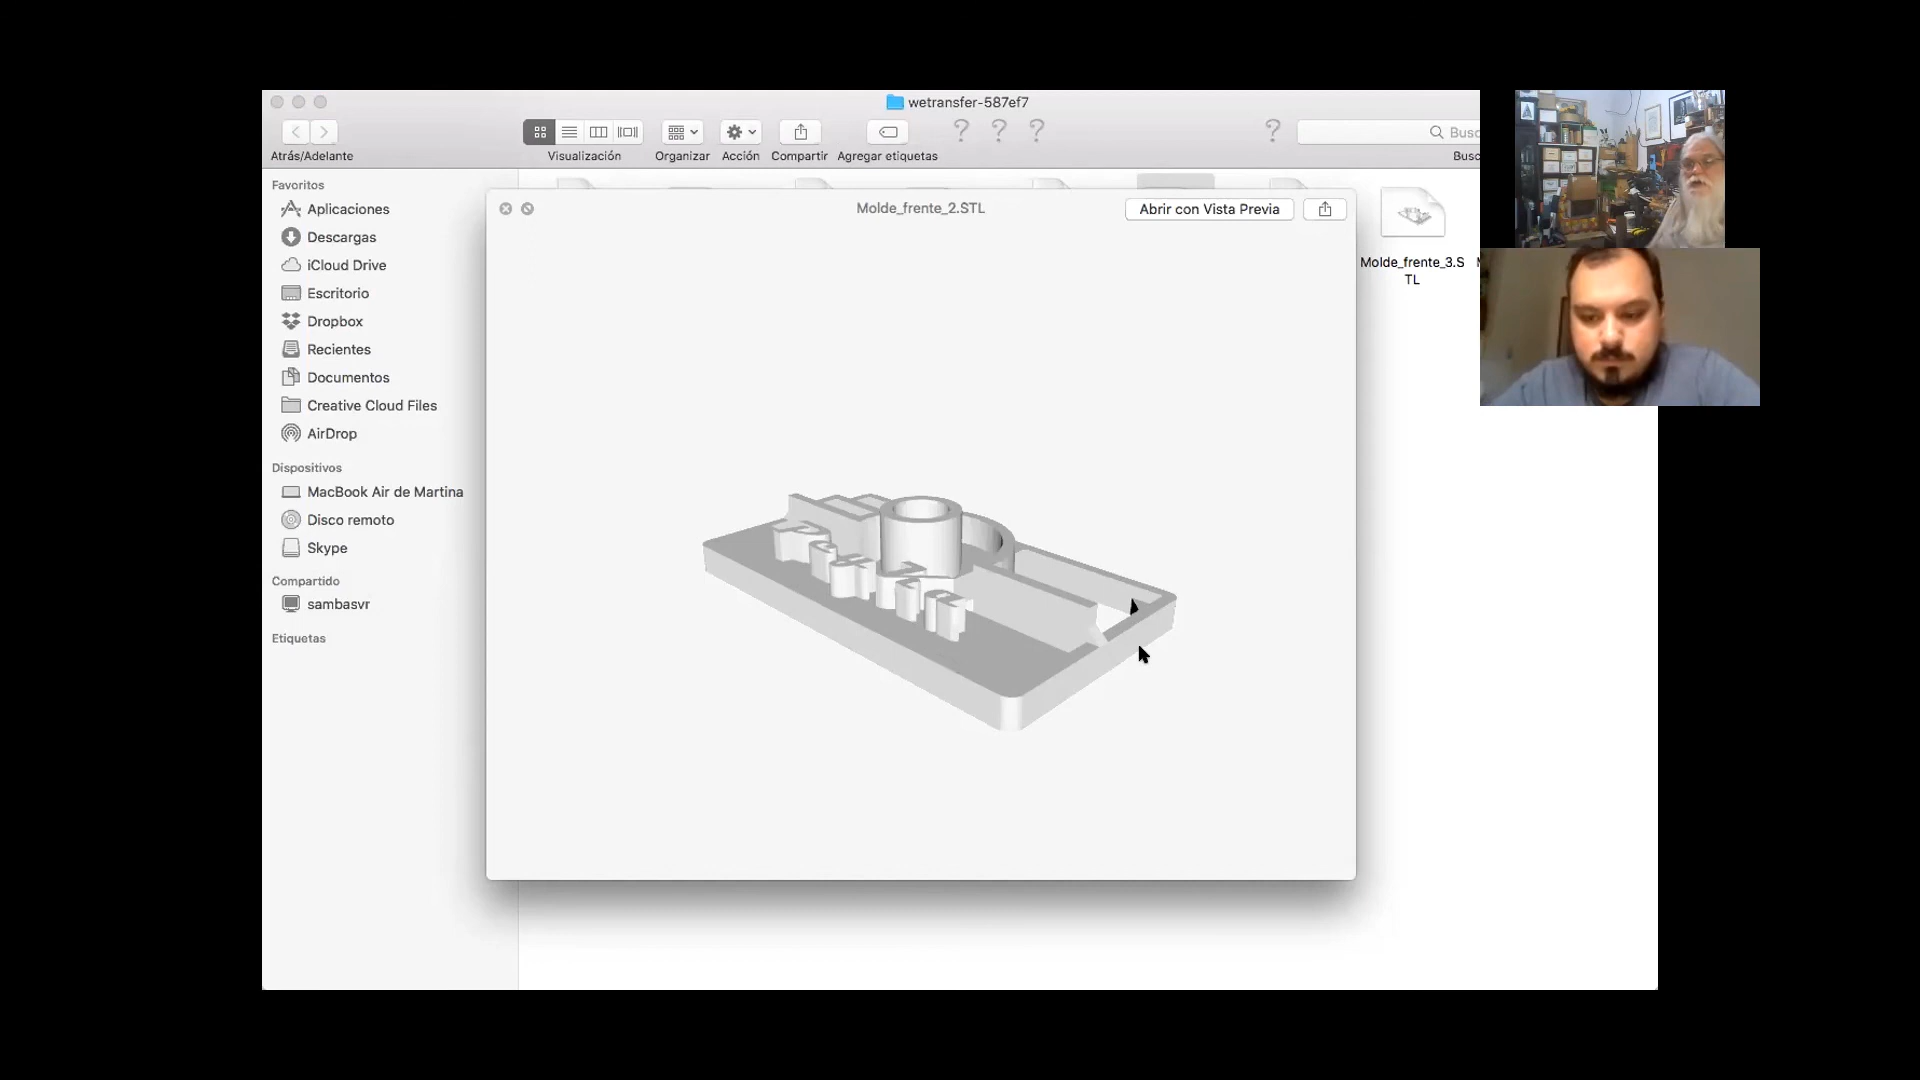 wetransfer-587ef7
Atrás/Adelante
Visualización
Organizar
Acción
Compartir
Agregar etiquetas
Busc
Busc
Favoritos
Aplicaciones
Descargas
iCloud Drive
Escritorio
Dropbox
Recientes
Documentos
Creative Cloud Files
AirDrop
Dispositivos
MacBook Air de Martina
Disco remoto
Skype
Compartido
sambasvr
Etiquetas
Molde_frente_2.STL
Abrir con Vista Previa
Molde_frente_3.S
TL